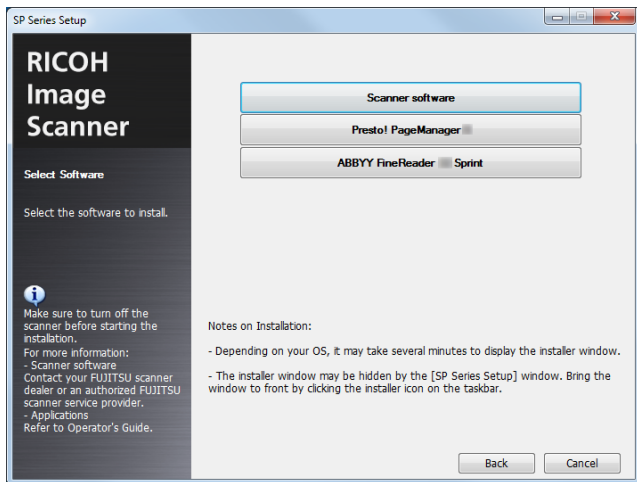 SP Series Setup
RICOH
Image
Scanner
Select Software
Select the software to install.
Make sure to turn off the
scanner before starting the
installation.
For more information:
- Scanner software
Contact your FUJITSU scanner
dealer or an authorized FUJITSU
scanner service provider.
- Applications
Refer to Operator's Guide.
Scanner software
Presto! PageManager
ABBYY FineReader Sprint
Notes on Installation:
- Depending on your OS, it may take several minutes to display the installer window.
- The installer window may be hidden by the [SP Series Setup] window. Bring the
window to front by clicking the installer icon on the taskbar.
Back
Cancel